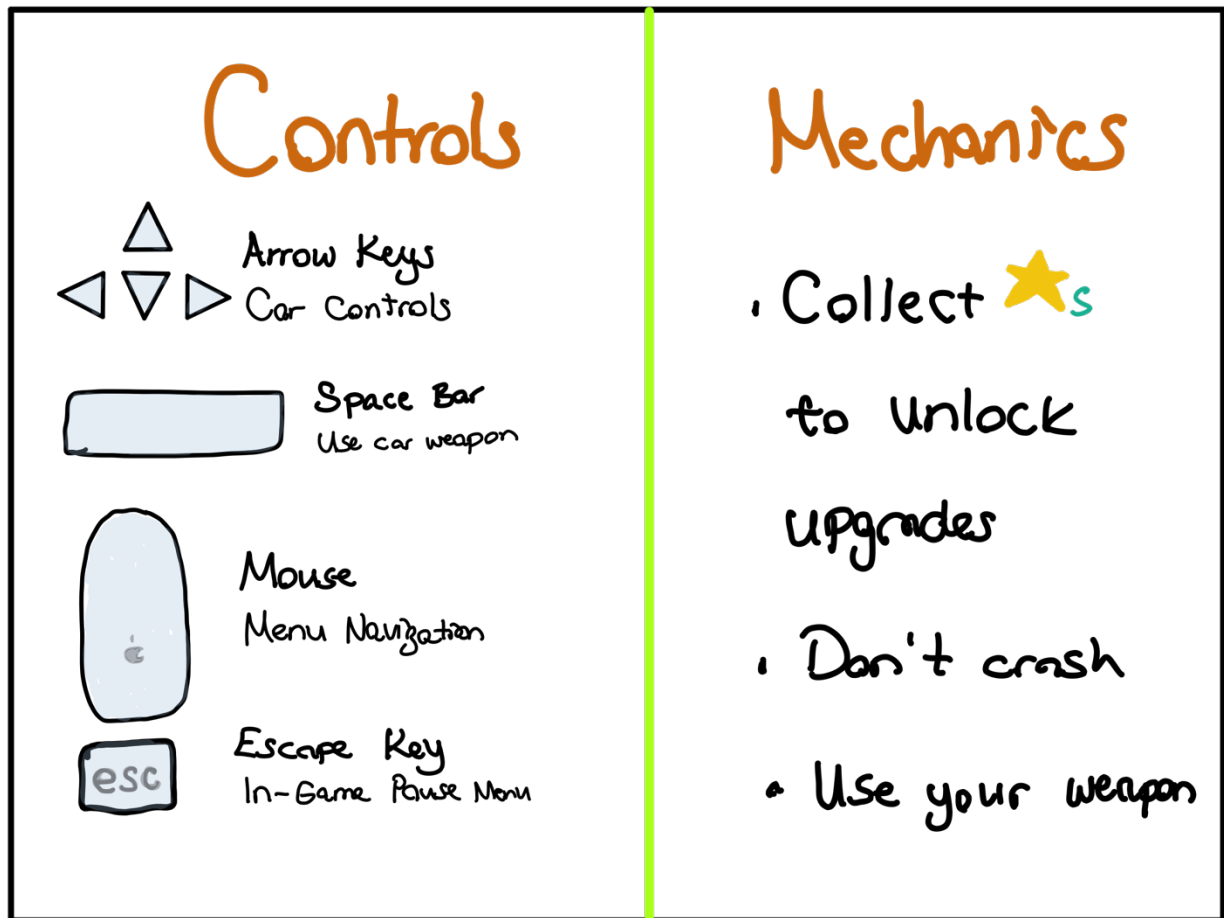 Controls
Arrow Keys
Car Controls
Space Bar
Use car weapon
Mouse
Menu Navigation
esc
Escape Key
In-Game Pause Menu
Mechanics
• Collect ⭐s
to unlock
upgrades
• Don't crash
• Use your weapon